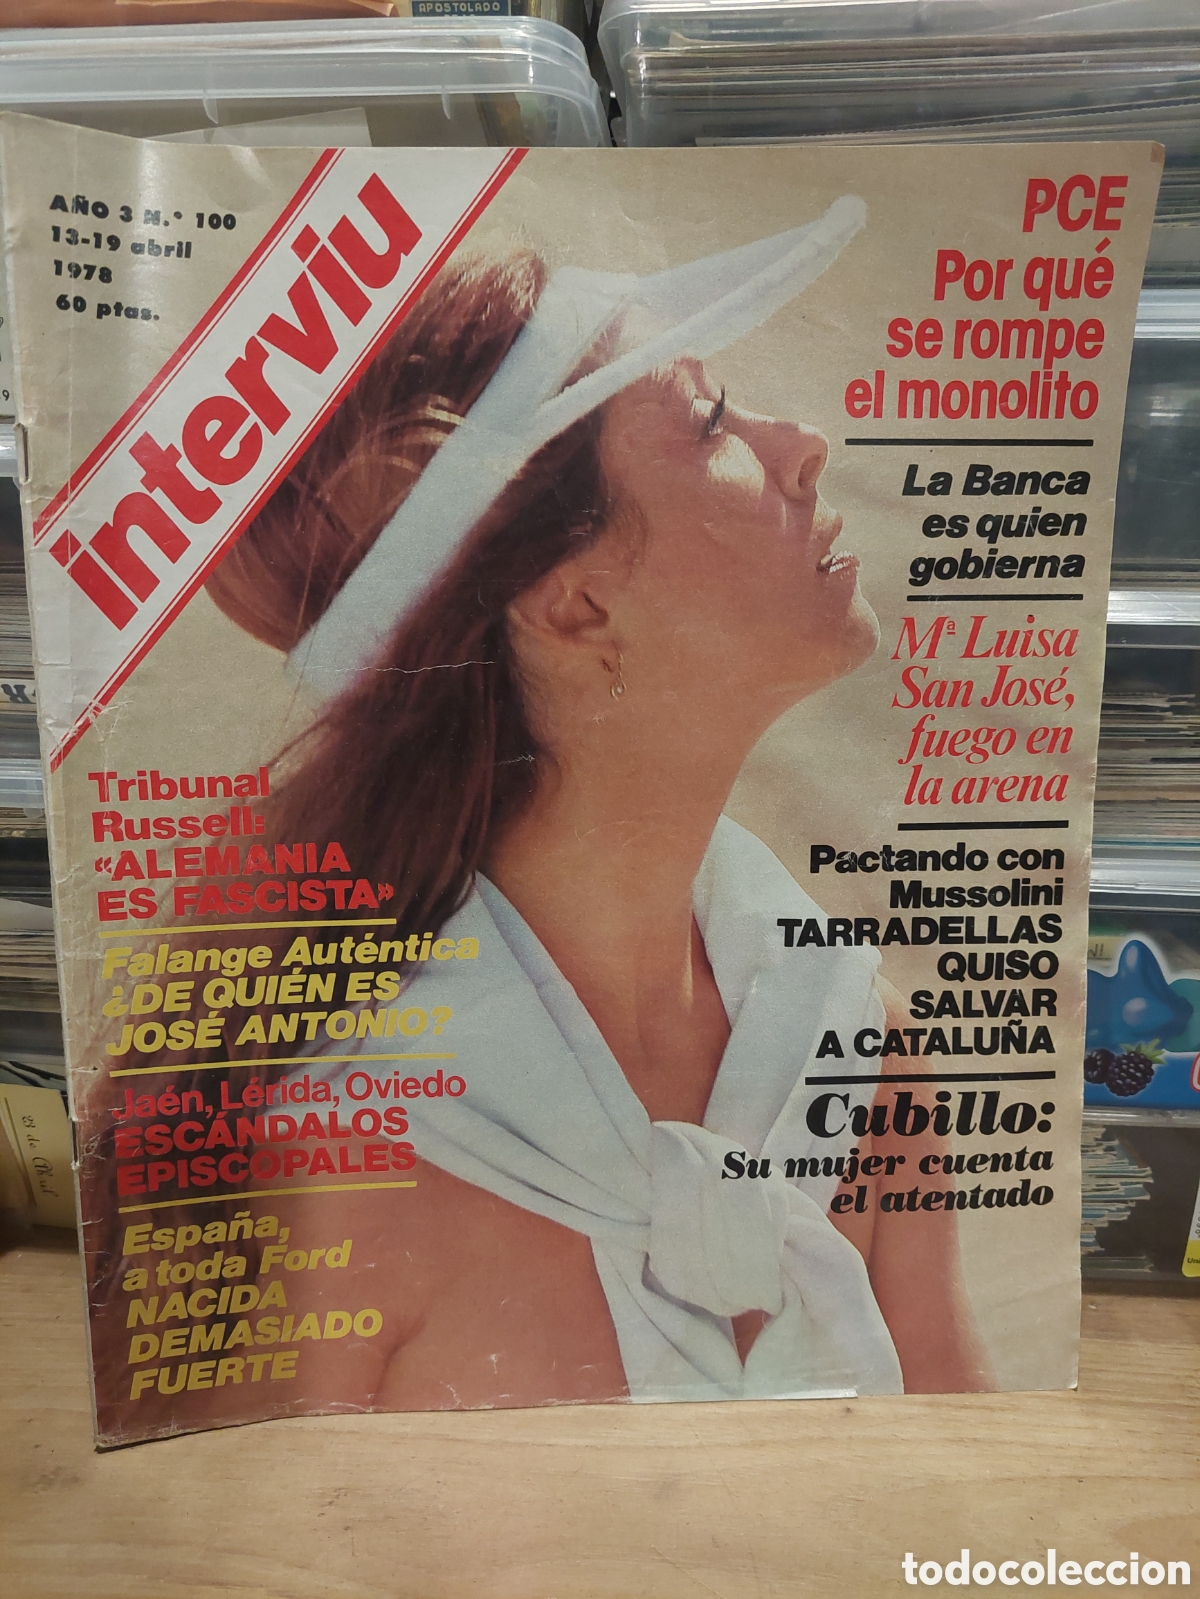 APOSTOLADO
AÑO 3 N.° 100
13-19 abril
1978
60 ptas.
interviu
PCE
Por qué
se rompe
el monolito
La Banca
es quien
gobierna
Mª Luisa
San José,
fuego en
la arena
Pactando con
Mussolini
TARRADELLAS
QUISO
SALVAR
A CATALUÑA
Cubillo:
Su mujer cuenta
el atentado
Tribunal
Russell:
«ALEMANIA
ES FASCISTA»
Falange Auténtica
¿DE QUIÉN ES
JOSÉ ANTONIO?
Jaén, Lérida, Oviedo
ESCÁNDALOS
EPISCOPALES
España,
a toda Ford
NACIDA
DEMASIADO
FUERTE
todocoleccion